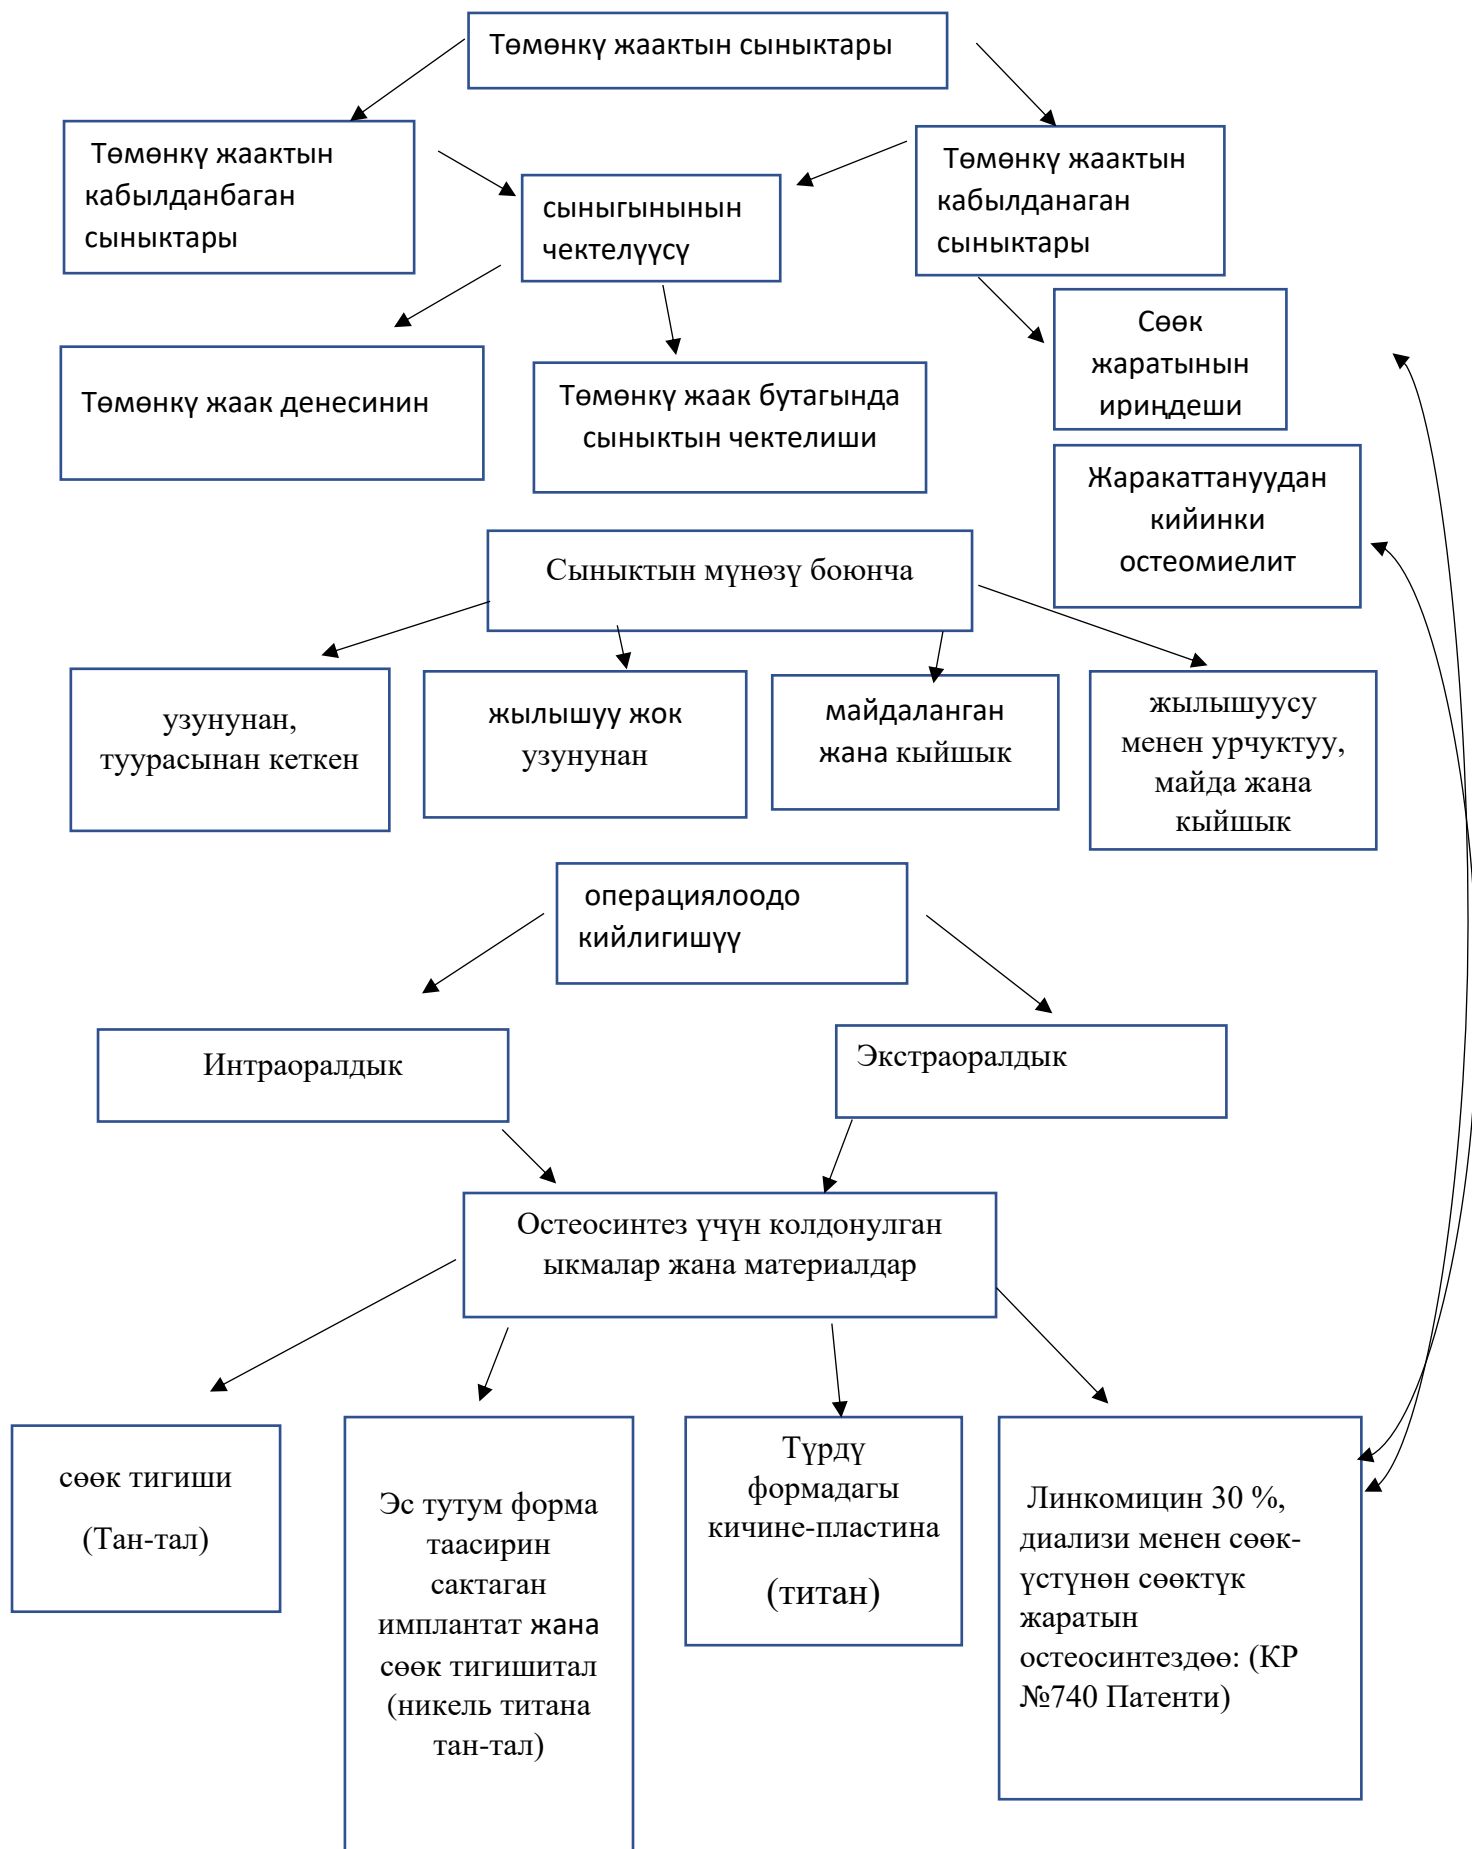 Төмөнкү жаактын сыныктары
Төмөнкү жаактын
кабылданбаган
сыныктары
сыныгынынын
чектелүүсү
Төмөнкү жаактын
кабылданаган
сыныктары
Сөөк
жаратынын
ириңдеши
Төмөнкү жаак денесинин
Төмөнкү жаак бутагында
сыныктын чектелиши
Жаракаттануудан
кийинки
остеомиелит
Сыныктын мүнөзү боюнча
узунунан,
туурасынан кеткен
жылышуу жок
узунунан
майдаланган
жана кыйшык
жылышуусу
менен урчуктуу,
майда жана
кыйшык
операциялоодо
кийлигишүү
Интраоралдык
Экстраоралдык
Остеосинтез үчүн колдонулган
ыкмалар жана материалдар
сөөк тигиши
(Тан-тал)
Эс тутум форма
таасирин
сактаган
имплантат жана
сөөк тигишитал
(никель титана
тан-тал)
Түрдү
формадагы
кичине-пластина
(титан)
Линкомицин 30 %,
диализи менен сөөк-
үстүнөн сөөктүк
жаратын
остеосинтездөө: (КР
№740 Патенти)